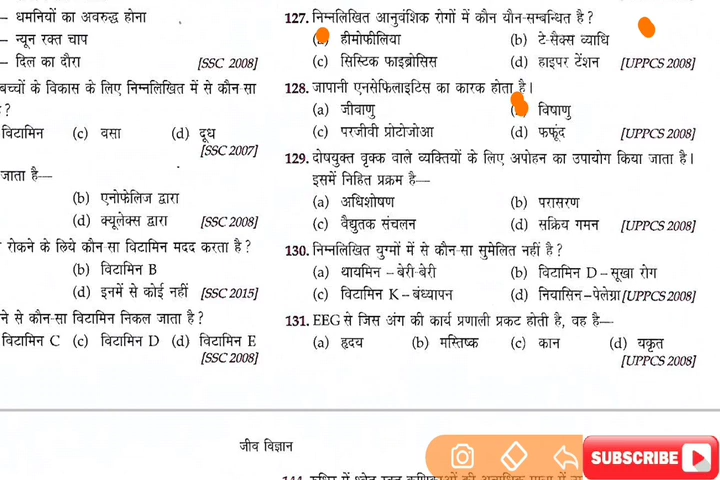 – धमनियों का अवरुद्ध होना
– न्यून रक्त चाप
– दिल का दौरा [SSC 2008]
बच्चों के विकास के लिए निम्नलिखित में से कौन-सा
?
विटामिन (c) वसा (d) दूध
[SSC 2007]
जाता है—
(b) एनोफेलिज द्वारा
(d) क्यूलेक्स द्वारा [SSC 2008]
रोकने के लिये कौन-सा विटामिन मदद करता है ?
(b) विटामिन B
(d) इनमें से कोई नहीं [SSC 2015]
ने से कौन-सा विटामिन निकल जाता है ?
विटामिन C (c) विटामिन D (d) विटामिन E
[SSC 2008]
127. निम्नलिखित आनुवंशिक रोगों में कौन यौन-सम्बन्धित है ?
हीमोफीलिया (b) टे-सैक्स व्याधि
(c) सिस्टिक फाइब्रोसिस (d) हाइपर टेंशन [UPPCS 2008]
128. जापानी एनसेफिलाइटिस का कारक होता है।
(a) जीवाणु विषाणु
(c) परजीवी प्रोटोजोआ (d) फफूंद [UPPCS 2008]
129. दोषयुक्त वृक्क वाले व्यक्तियों के लिए अपोहन का उपयोग किया जाता है।
इसमें निहित प्रक्रम है—
(a) अधिशोषण (b) परासरण
(c) वैद्युतक संचलन (d) सक्रिय गमन [UPPCS 2008]
130. निम्नलिखित युग्मों में से कौन-सा सुमेलित नहीं है ?
(a) थायमिन – बेरी-बेरी (b) विटामिन D – सूखा रोग
(c) विटामिन K – बंध्यापन (d) नियासिन – पेलेग्रा [UPPCS 2008]
131. EEG से जिस अंग की कार्य प्रणाली प्रकट होती है, वह है—
(a) हृदय (b) मस्तिष्क (c) कान (d) यकृत
[UPPCS 2008]
जीव विज्ञान
SUBSCRIBE